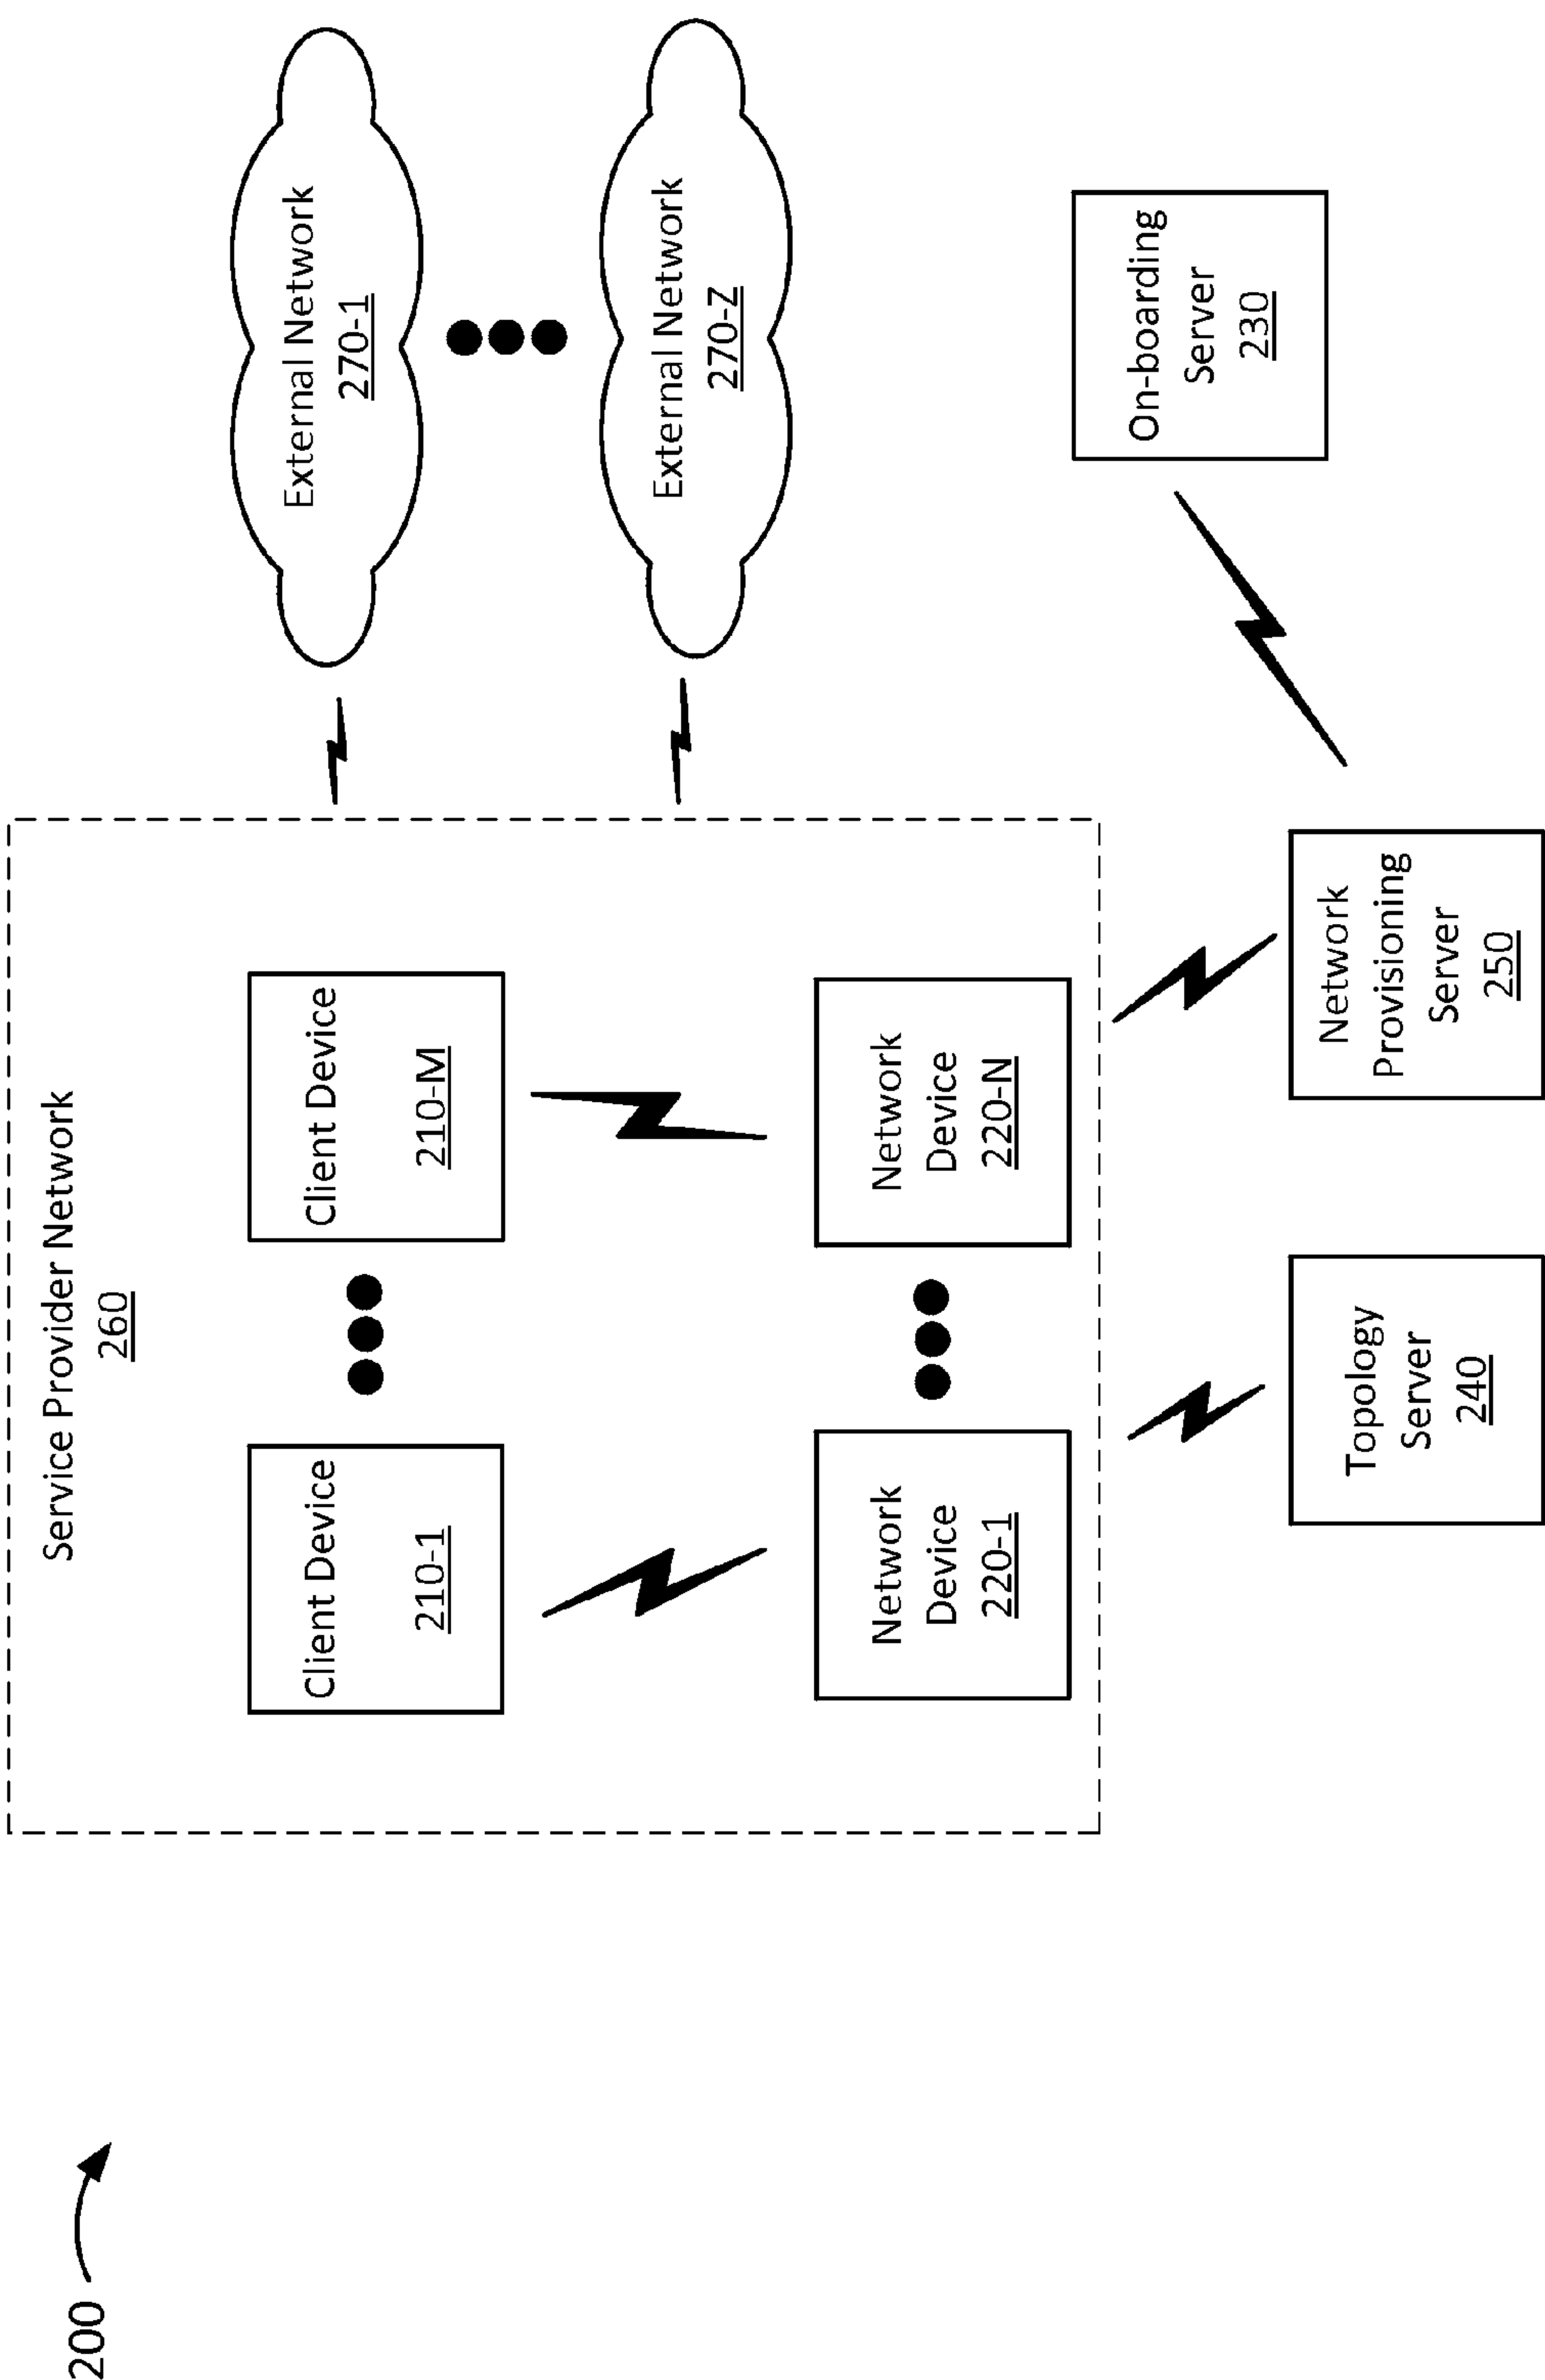 200
Service Provider Network
260
Client Device
210-1
Client Device
210-M
External Network
270-1
External Network
270-Z
Network
Device
220-1
Network
Device
220-N
On-boarding
Server
230
Topology
Server
240
Network
Provisioning
Server
250